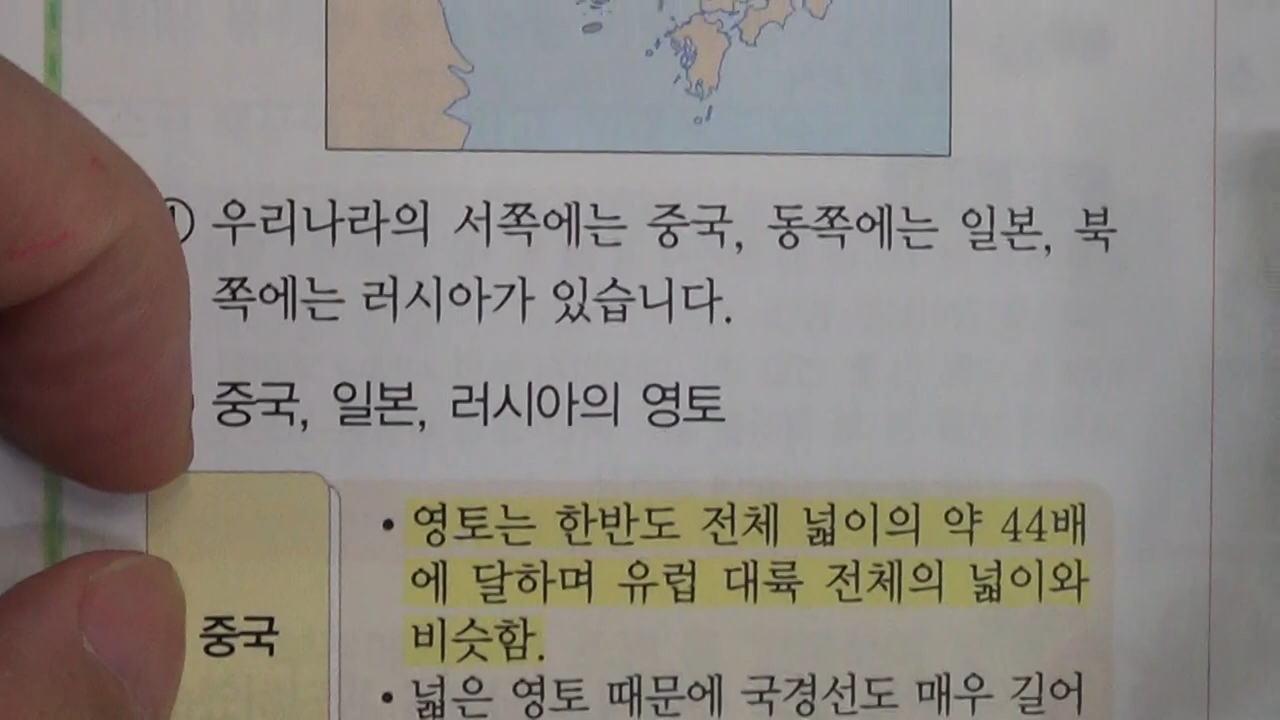 우리나라의 서쪽에는 중국, 동쪽에는 일본, 북
쪽에는 러시아가 있습니다.
중국, 일본, 러시아의 영토
중국
• 영토는 한반도 전체 넓이의 약 44배
에 달하며 유럽 대륙 전체의 넓이와
비슷함.
• 넓은 영토 때문에 국경선도 매우 길어